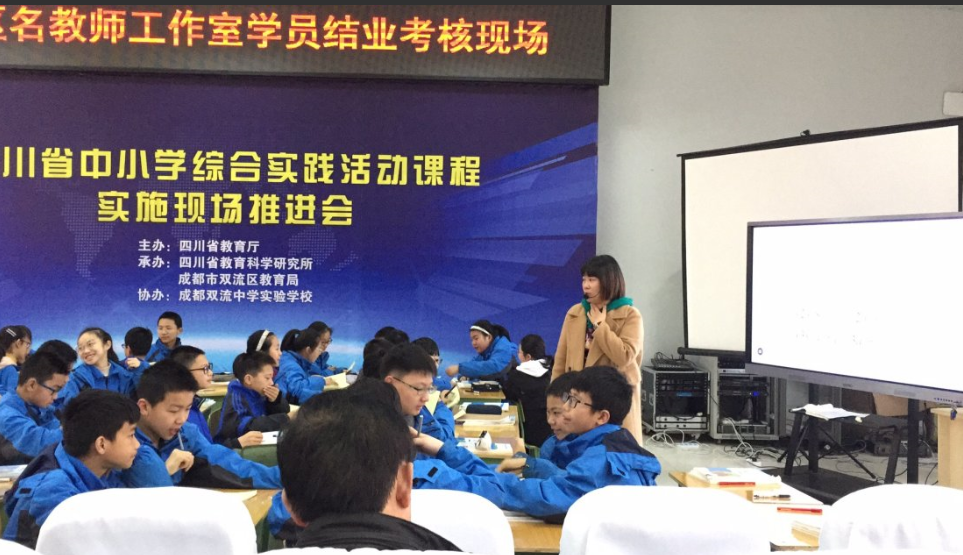 区名教师工作室学员结业考核现场
川省中小学综合实践活动课程
实施现场推进会
主办：四川省教育厅
承办：四川省教育科学研究所
成都市双流区教育局
协办：成都双流中学实验学校